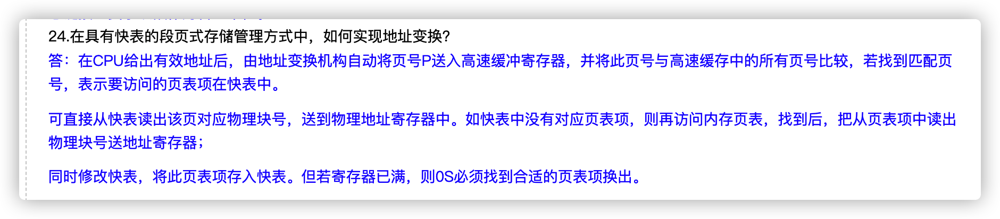 24.在具有快表的段页式存储管理方式中，如何实现地址变换？
答：在CPU给出有效地址后，由地址变换机构自动将页号P送入高速缓冲寄存器，并将此页号与高速缓存中的所有页号比较，若找到匹配页
号，表示要访问的页表项在快表中。
可直接从快表读出该页对应物理块号，送到物理地址寄存器中。如快表中没有对应页表项，则再访问内存页表，找到后，把从页表项中读出
物理块号送地址寄存器；
同时修改快表，将此页表项存入快表。但若寄存器已满，则0S必须找到合适的页表项换出。